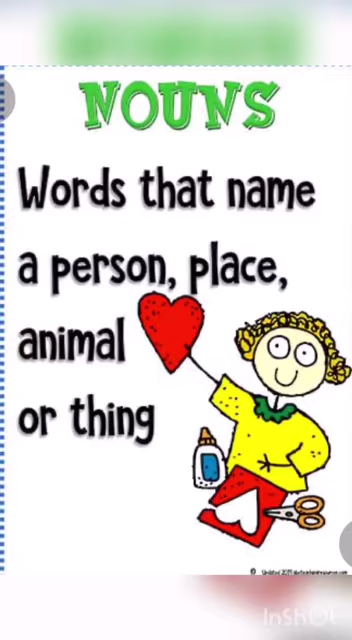 NOUNS
Words that name
a person, place,
animal
or thing
InShOt